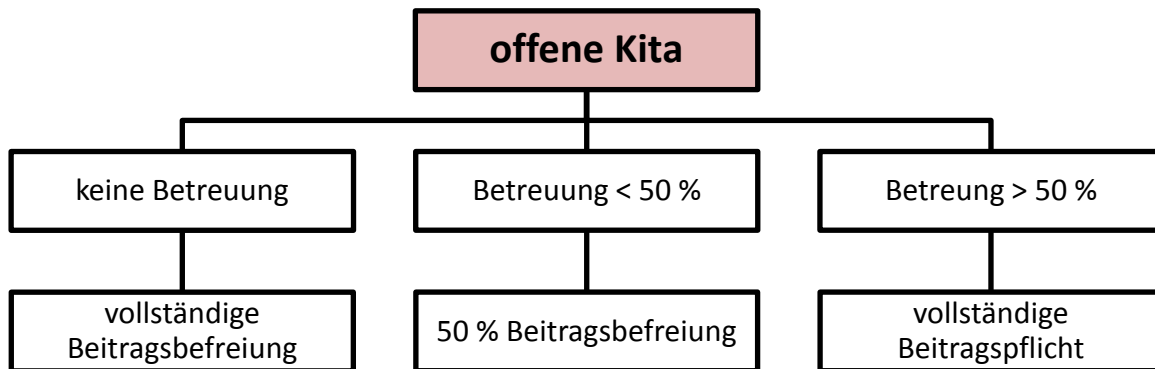 offene Kita
keine Betreuung
Betreuung < 50 %
Betreung > 50 %
vollständige
Beitragsbefreiung
50 % Beitragsbefreiung
vollständige
Beitragspflicht